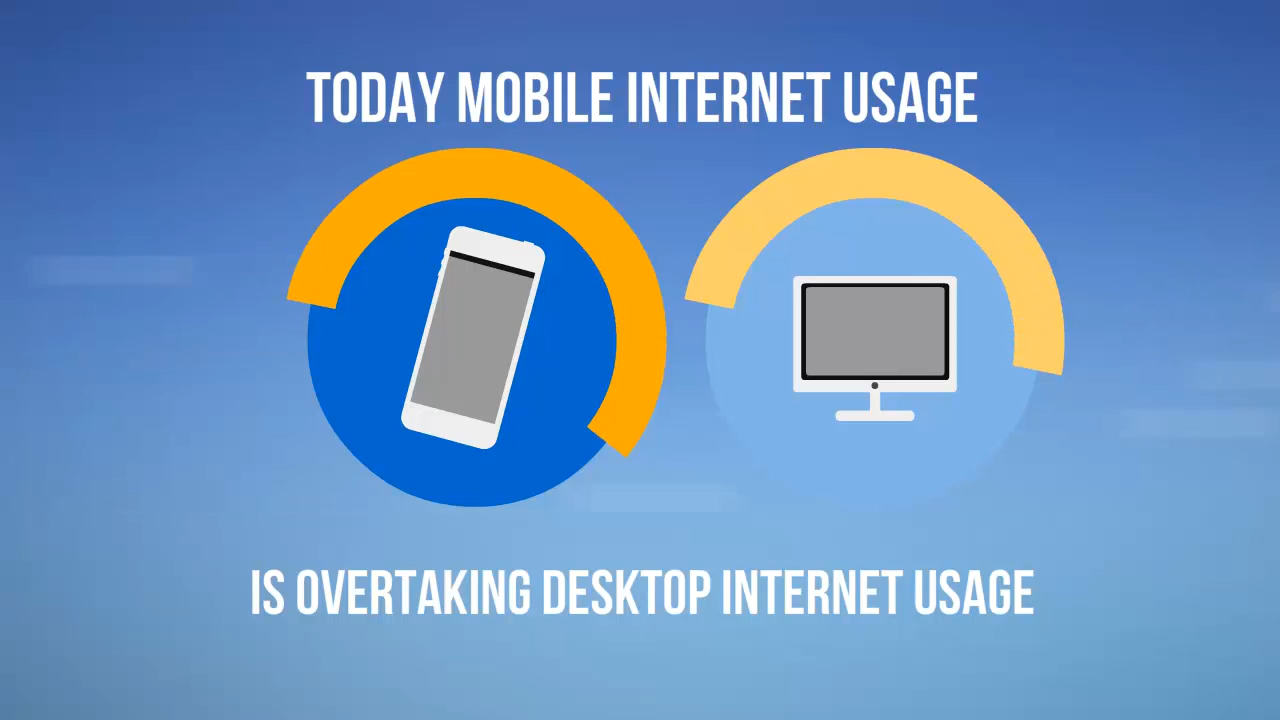 TODAY MOBILE INTERNET USAGE
IS OVERTAKING DESKTOP INTERNET USAGE